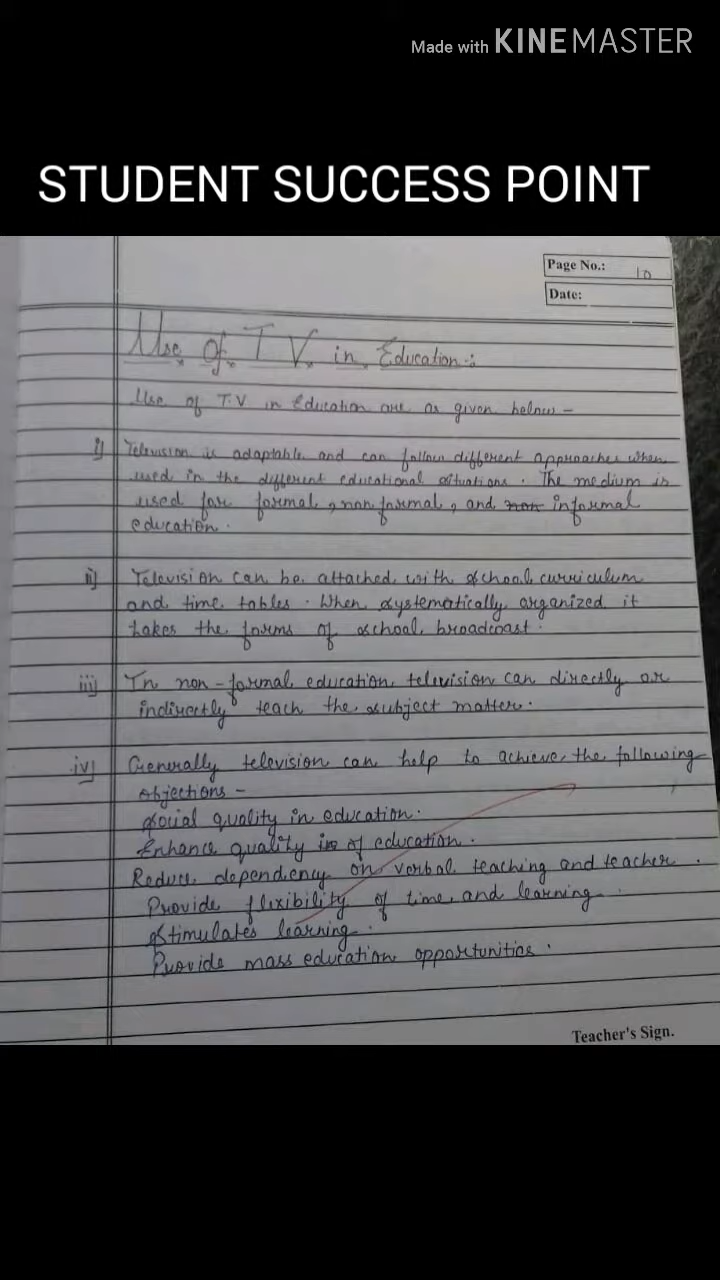 Made with KINEMASTER
STUDENT SUCCESS POINT
Page No.: 10
Date:
Use of T V in Education :
Use of T.V in Education are as given below -
i) Television is adaptable and can follow different approaches when
used in the different educational situations. The medium is
used for formal, non formal, and non informal
education.
ii) Television can be attached with school curriculum
and time tables. When systematically organized it
takes the forms of school broadcast.
iii) In non-formal education television can directly or
indirectly teach the subject matter.
iv) Generally television can help to achieve the following
objections -
social quality in education.
Enhance quality in of education.
Reduce dependency on verbal teaching and teacher.
Provide flexibility of time and learning.
Stimulates learning.
Provide mass education opportunities.
Teacher's Sign.